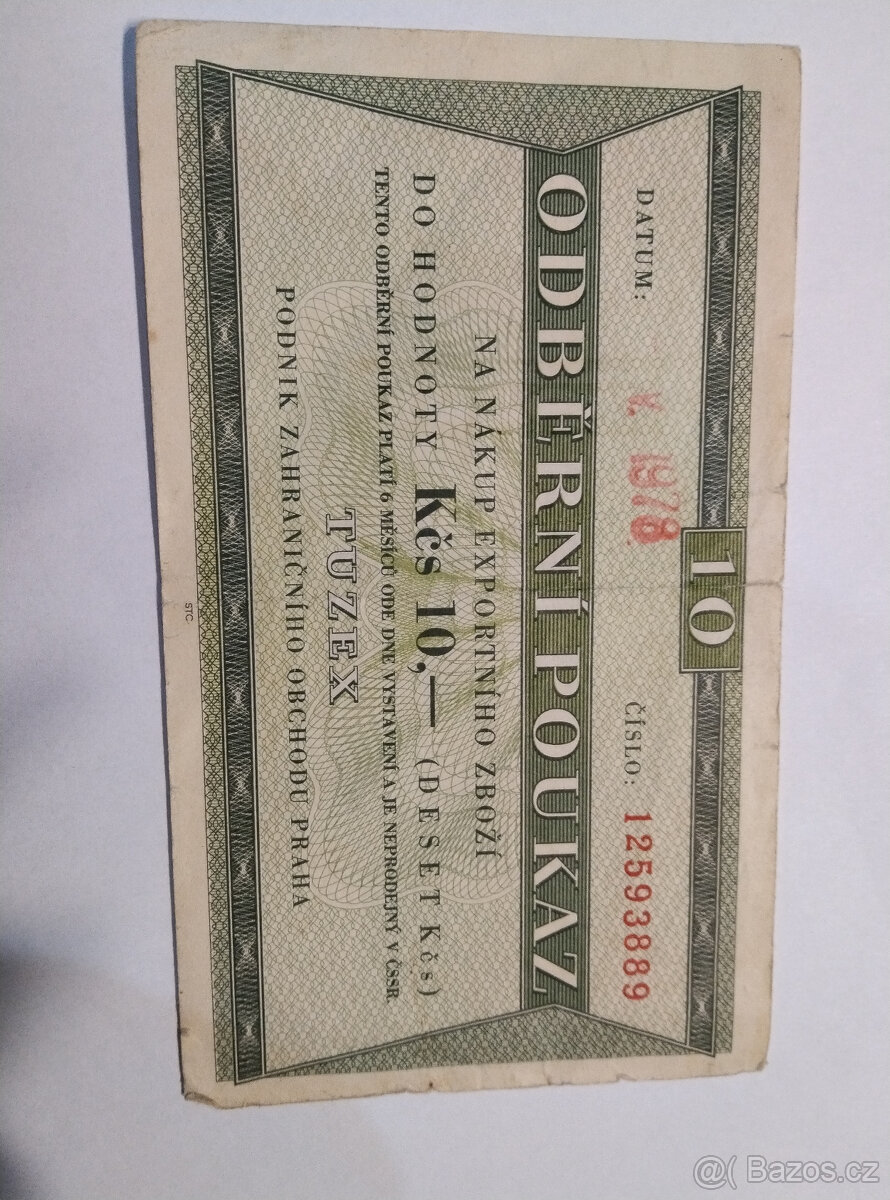 10
DATUM: V. 1978 ČÍSLO: 12593889
ODBĚRNÍ POUKAZ
NA NÁKUP EXPORTNÍHO ZBOŽÍ
DO HODNOTY Kčs 10,— (DESET Kčs)
TENTO ODBĚRNÍ POUKAZ PLATÍ 6 MĚSÍCŮ ODE DNE VYSTAVENÍ A JE NEPRODEJNÝ V ČSSR.
TUZEX
PODNIK ZAHRANIČNÍHO OBCHODU PRAHA
STC.
@( Bazos.cz